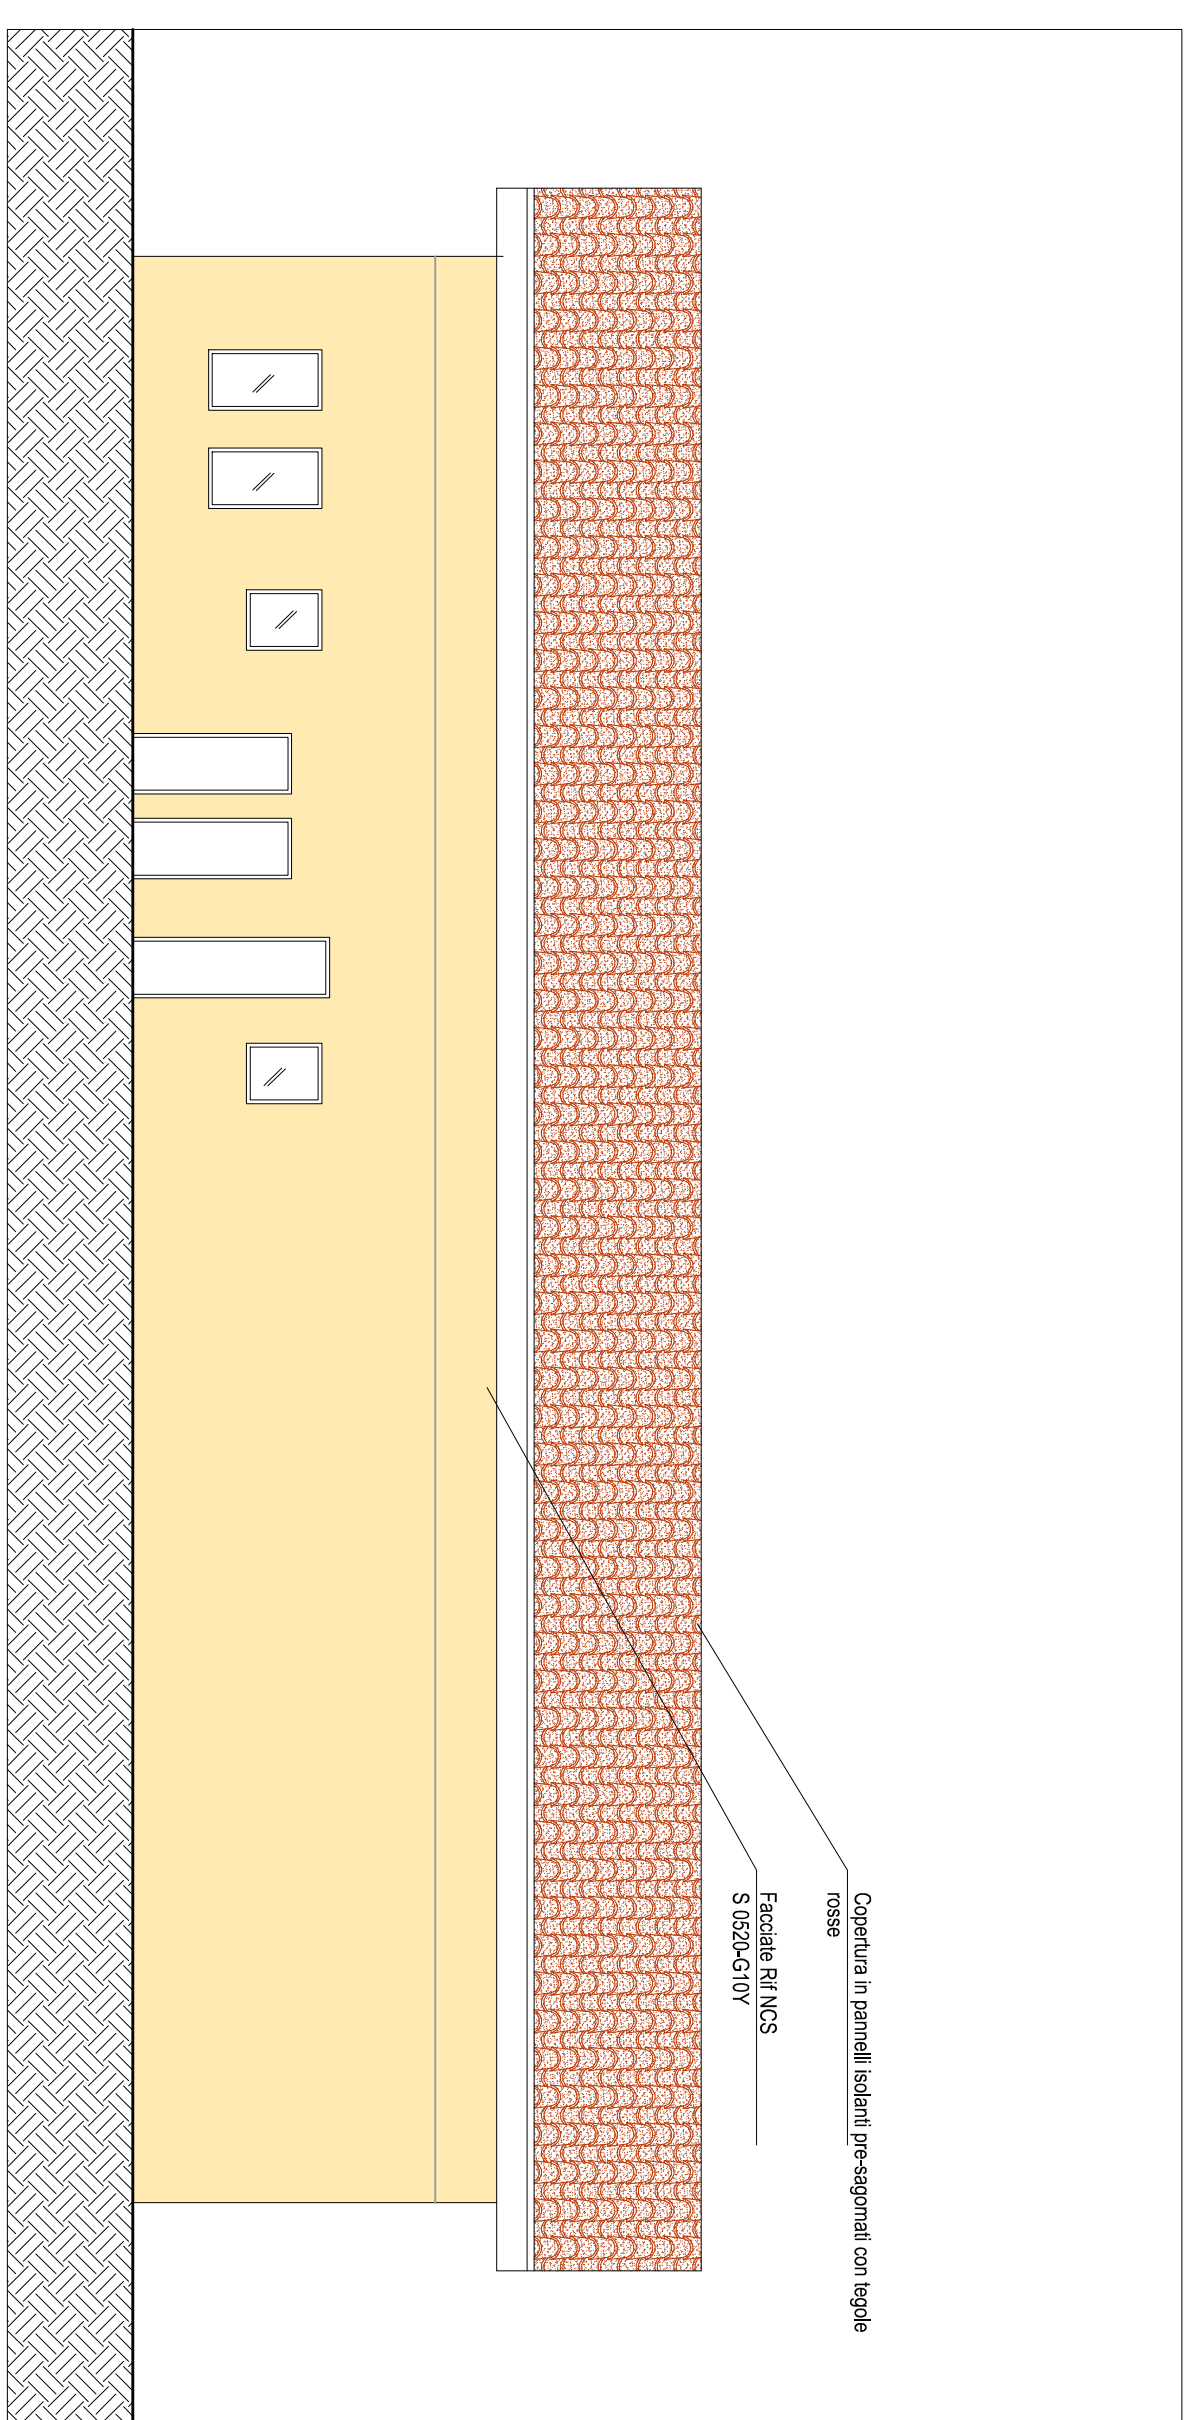 Copertura in pannelli isolanti pre-sagomati con tegole
rosse
Facciate Rif NCS
S 0520-G10Y